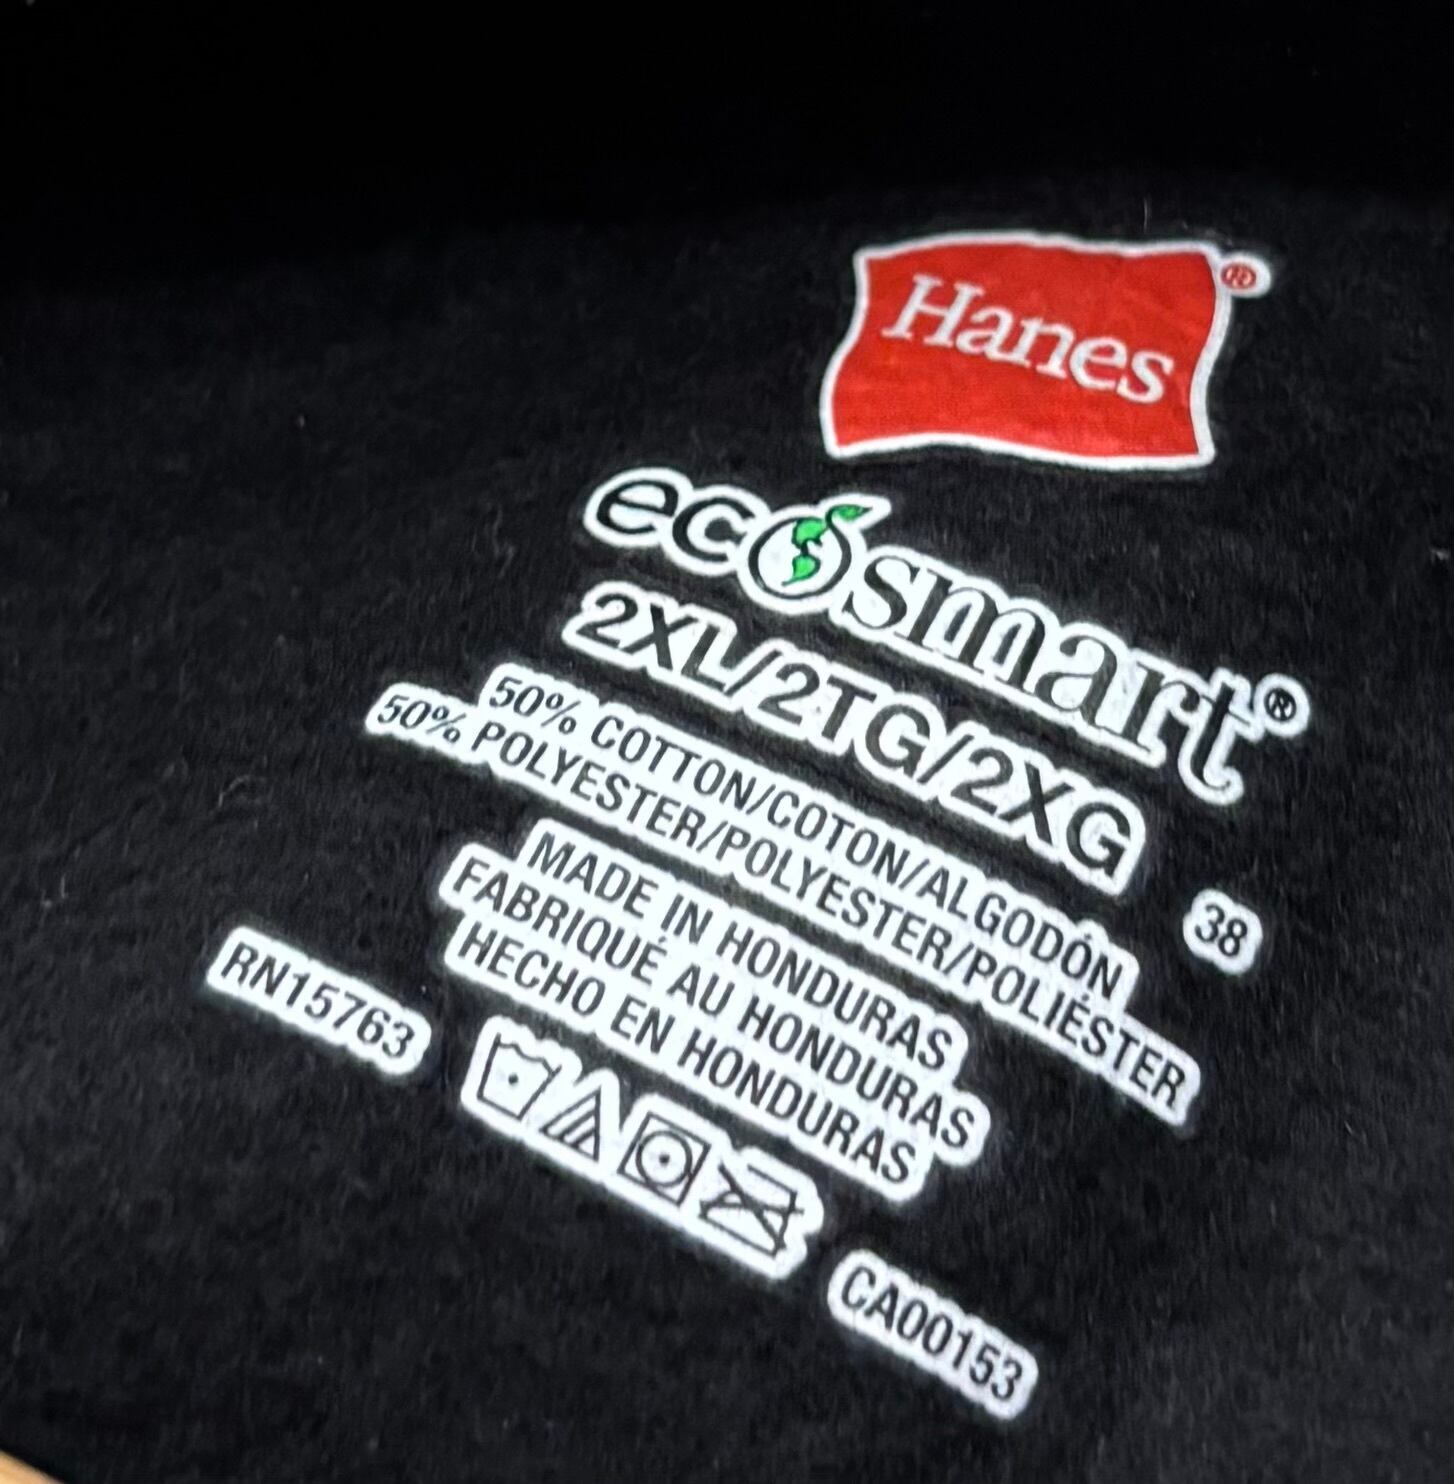 Hanes®
ecosmart®
2XL/2TG/2XG
50% COTTON/COTON/ALGODÓN
50% POLYESTER/POLYESTER/POLIÉSTER
38
MADE IN HONDURAS
FABRIQUÉ AU HONDURAS
HECHO EN HONDURAS
RN15763
CA00153